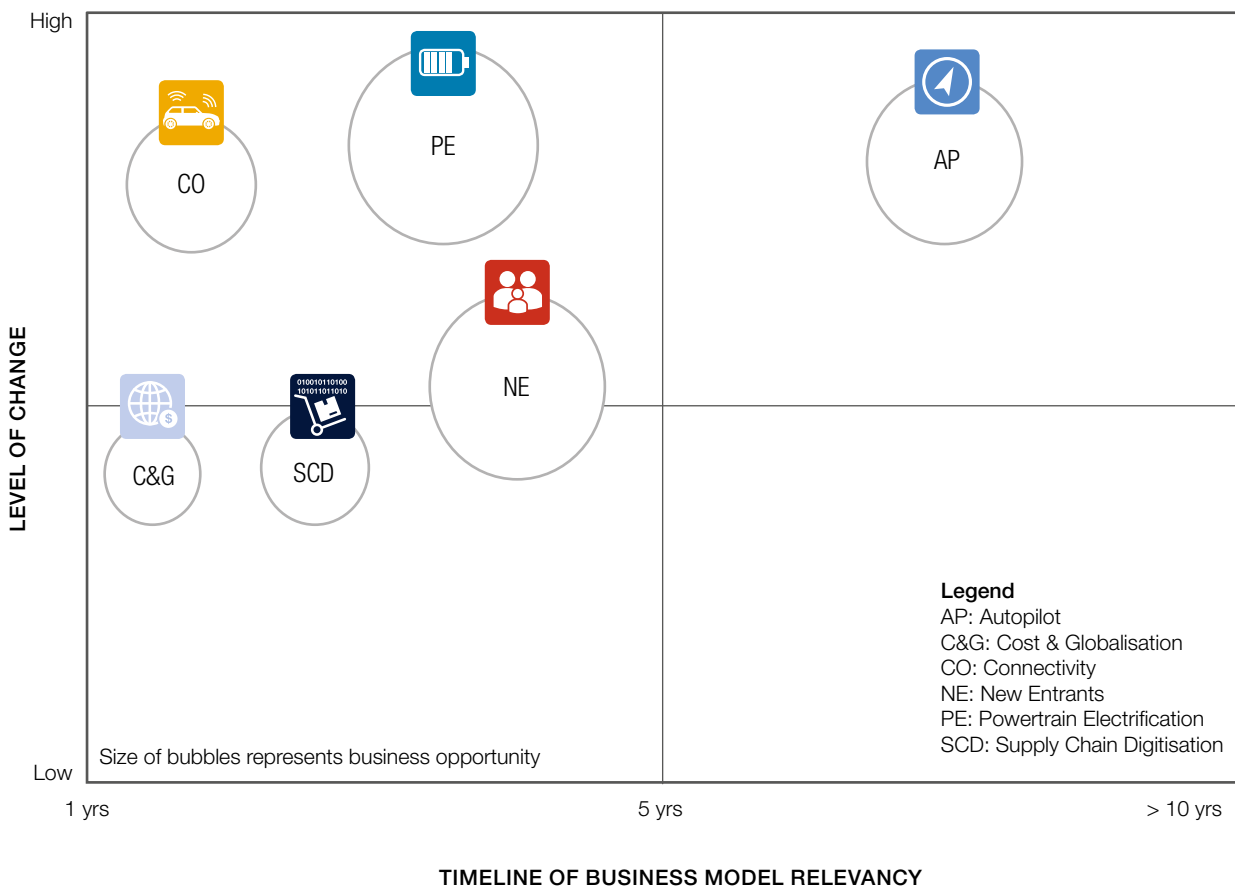 High
CO
PE
AP
NE
010010110100
101011011010
$
C&G
SCD
LEVEL OF CHANGE
Legend
AP: Autopilot
C&G: Cost & Globalisation
CO: Connectivity
NE: New Entrants
PE: Powertrain Electrification
SCD: Supply Chain Digitisation
Size of bubbles represents business opportunity
Low
1 yrs
5 yrs
> 10 yrs
TIMELINE OF BUSINESS MODEL RELEVANCY